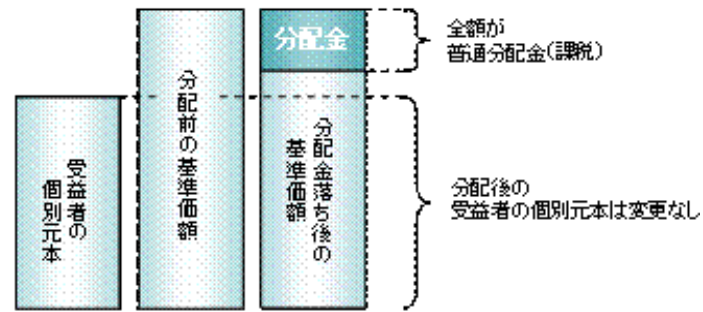 受益者の
個別元本
分配前の基準価額
分配金
分配金落ち後の
基準価額
全額が
普通分配金(課税)
分配後の
受益者の個別元本は変更なし